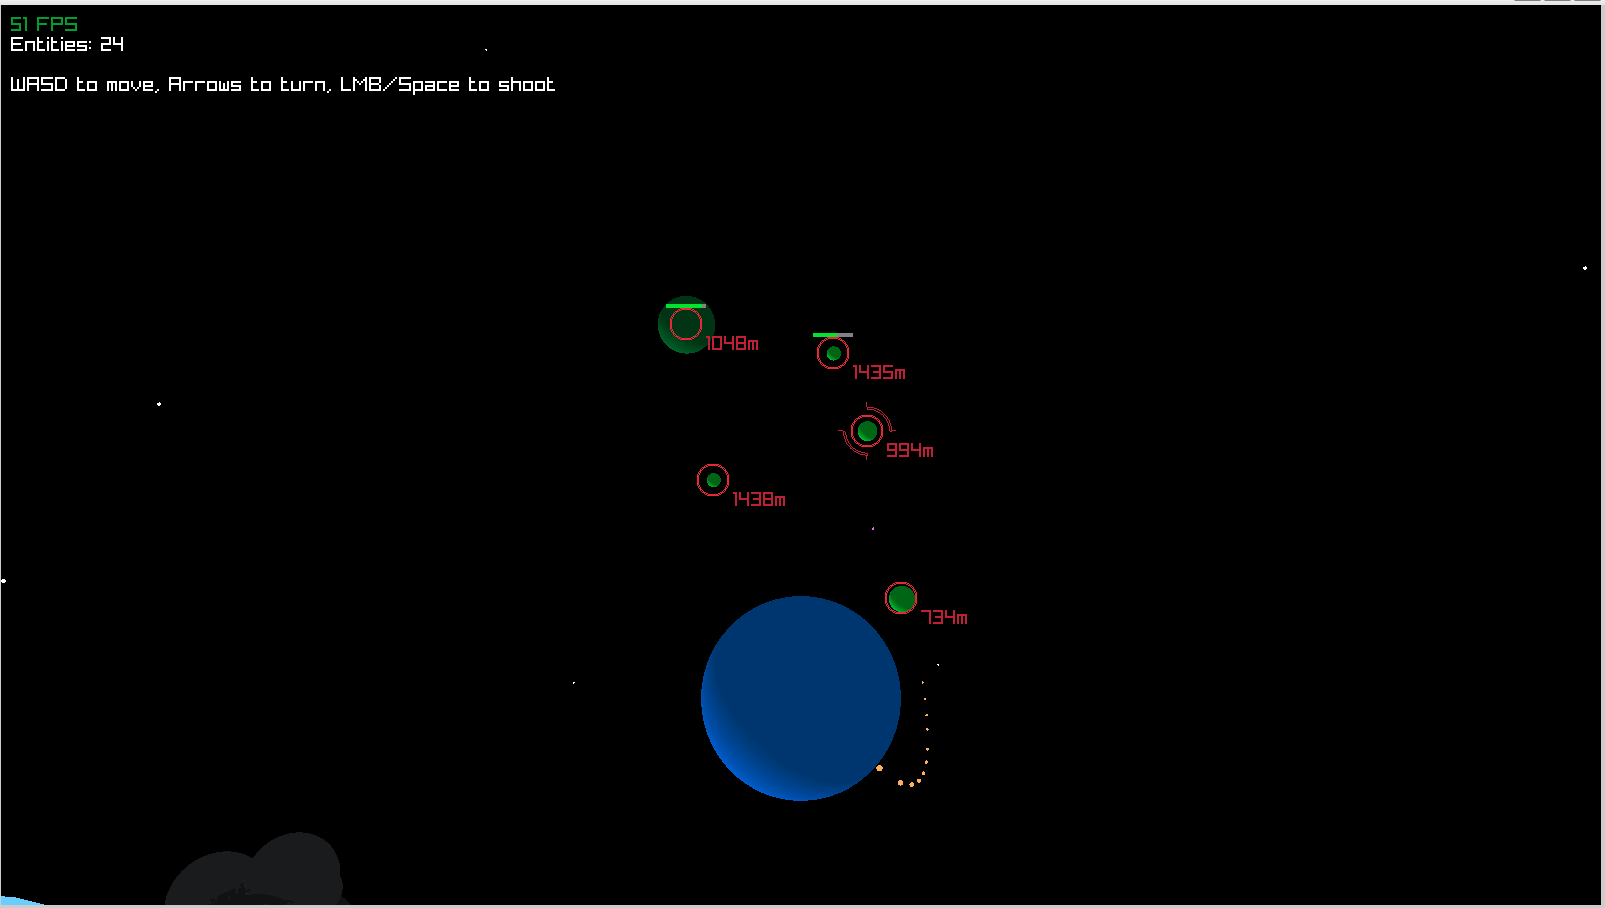 51 FPS
Entities: 24
WASD to move, Arrows to turn, LMB/Space to shoot
1048m
1435m
994m
1438m
734m